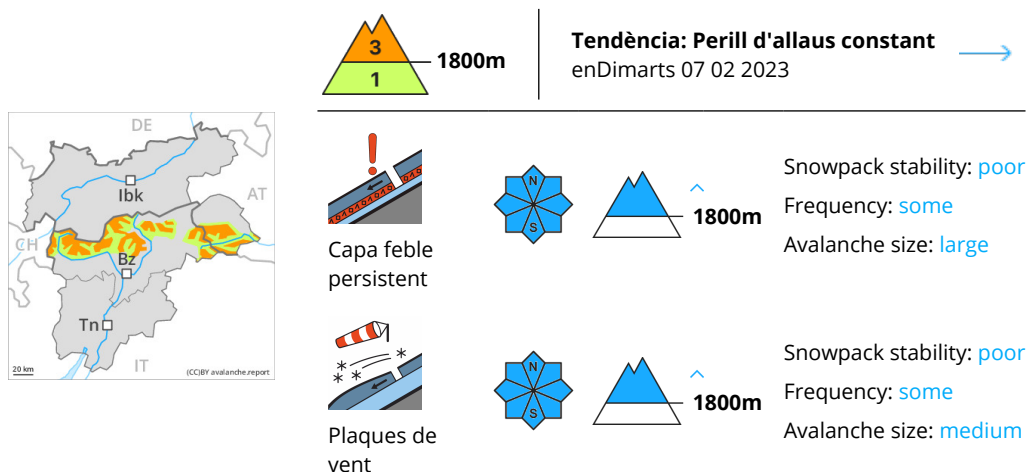 3
1
1800m
Tendència: Perill d'allaus constant
enDimarts 07 02 2023
DE
Ibk
AT
CH
Bz
Tn
IT
20 km
(CC)BY avalanche.report
N
S
1800m
Snowpack stability: poor
Frequency: some
Avalanche size: large
Capa feble
persistent
N
S
1800m
Snowpack stability: poor
Frequency: some
Avalanche size: medium
Plaques de
vent